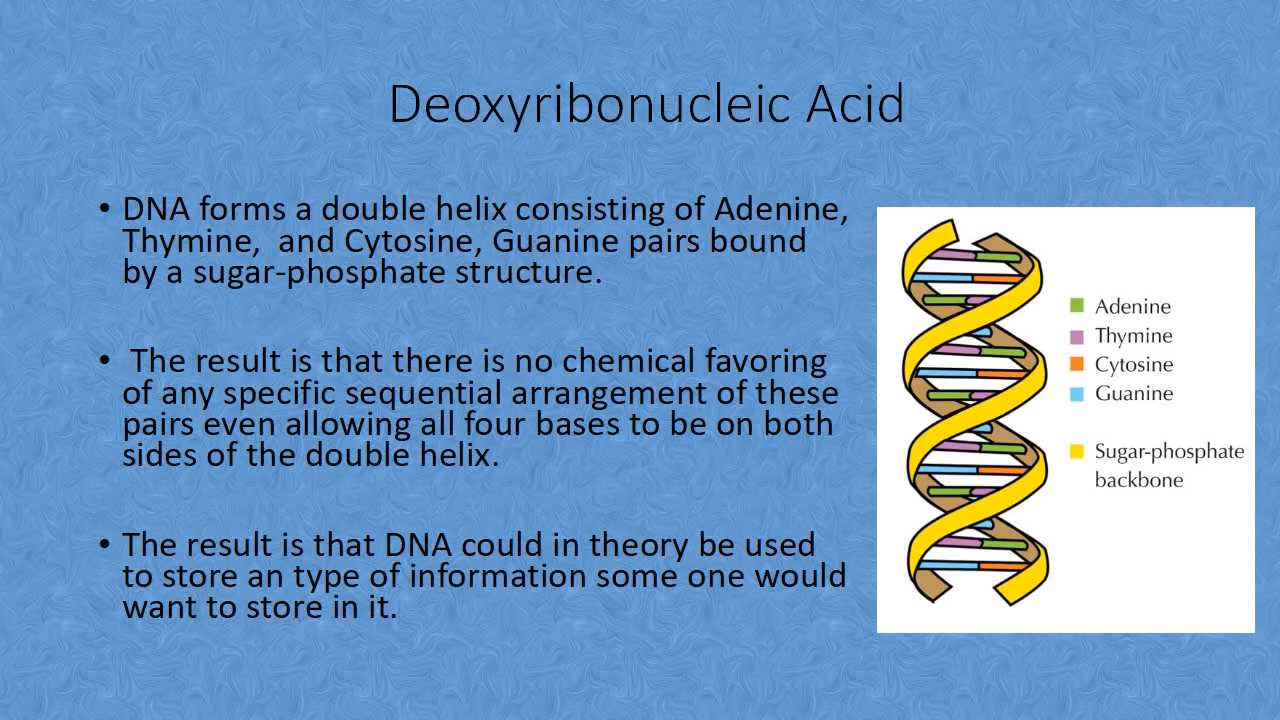 Deoxyribonucleic Acid
• DNA forms a double helix consisting of Adenine,
Thymine,  and Cytosine, Guanine pairs bound
by a sugar-phosphate structure.
•  The result is that there is no chemical favoring
of any specific sequential arrangement of these
pairs even allowing all four bases to be on both
sides of the double helix.
• The result is that DNA could in theory be used
to store an type of information some one would
want to store in it.
Adenine
Thymine
Cytosine
Guanine
Sugar-phosphate
backbone